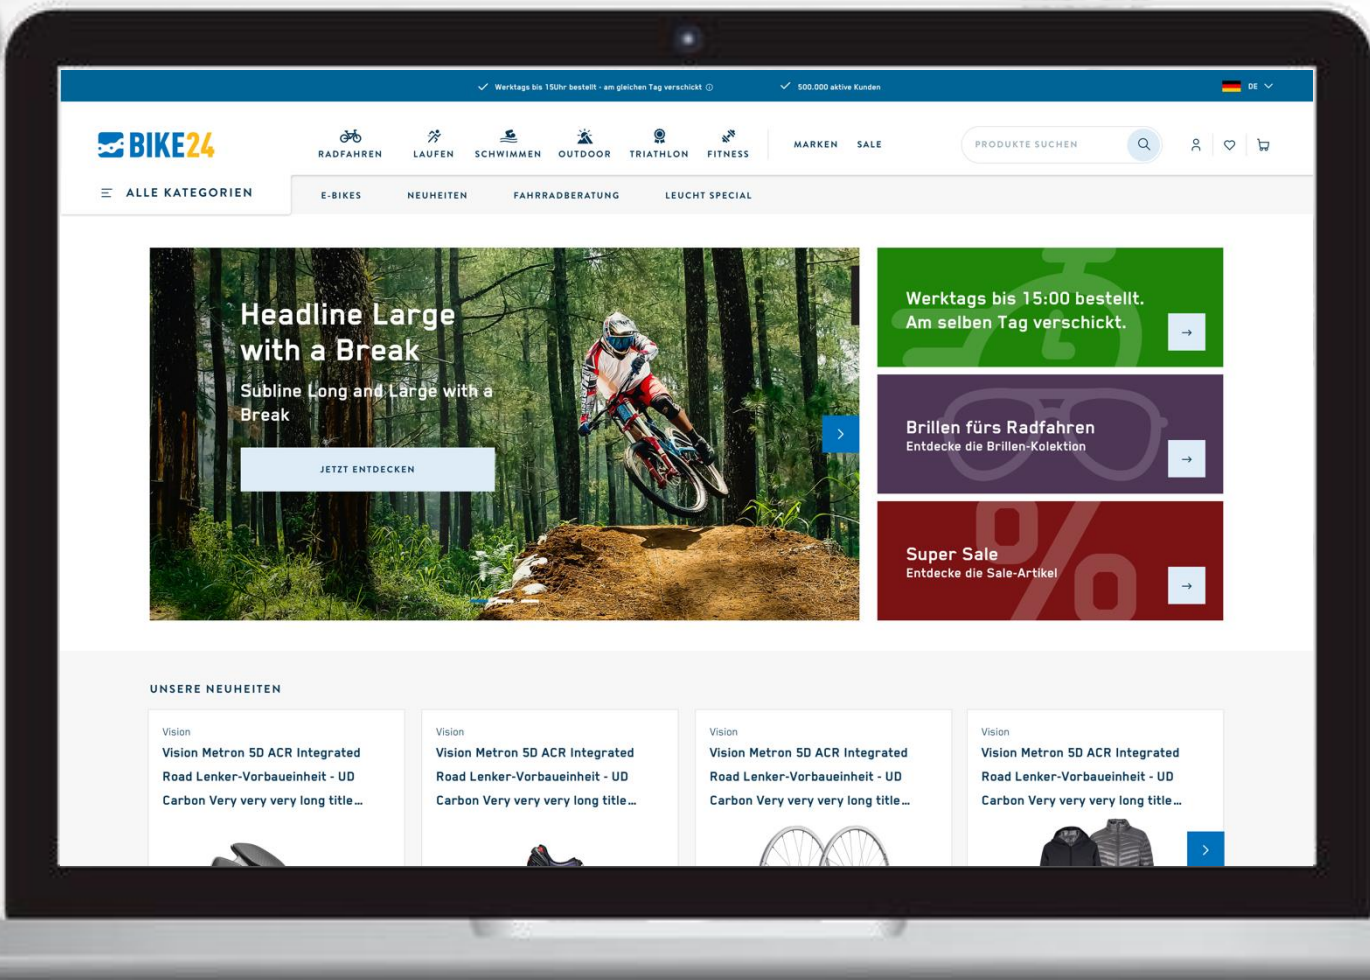 Werktags bis 15Uhr bestellt - am gleichen Tag verschickt
500.000 aktive Kunden
DE
BIKE24
RADFAHREN
LAUFEN
SCHWIMMEN
OUTDOOR
TRIATHLON
FITNESS
MARKEN
SALE
PRODUKTE SUCHEN
ALLE KATEGORIEN
E-BIKES
NEUHEITEN
FAHRRADBERATUNG
LEUCHT SPECIAL
Headline Large
with a Break
Subline Long and Large with a
Break
JETZT ENTDECKEN
Werktags bis 15:00 bestellt.
Am selben Tag verschickt.
Brillen fürs Radfahren
Entdecke die Brillen-Kolektion
%
Super Sale
Entdecke die Sale-Artikel
UNSERE NEUHEITEN
Vision
Vision Metron 5D ACR Integrated
Road Lenker-Vorbaueinheit - UD
Carbon Very very very long title...
Vision
Vision Metron 5D ACR Integrated
Road Lenker-Vorbaueinheit - UD
Carbon Very very very long title...
Vision
Vision Metron 5D ACR Integrated
Road Lenker-Vorbaueinheit - UD
Carbon Very very very long title...
Vision
Vision Metron 5D ACR Integrated
Road Lenker-Vorbaueinheit - UD
Carbon Very very very long title...